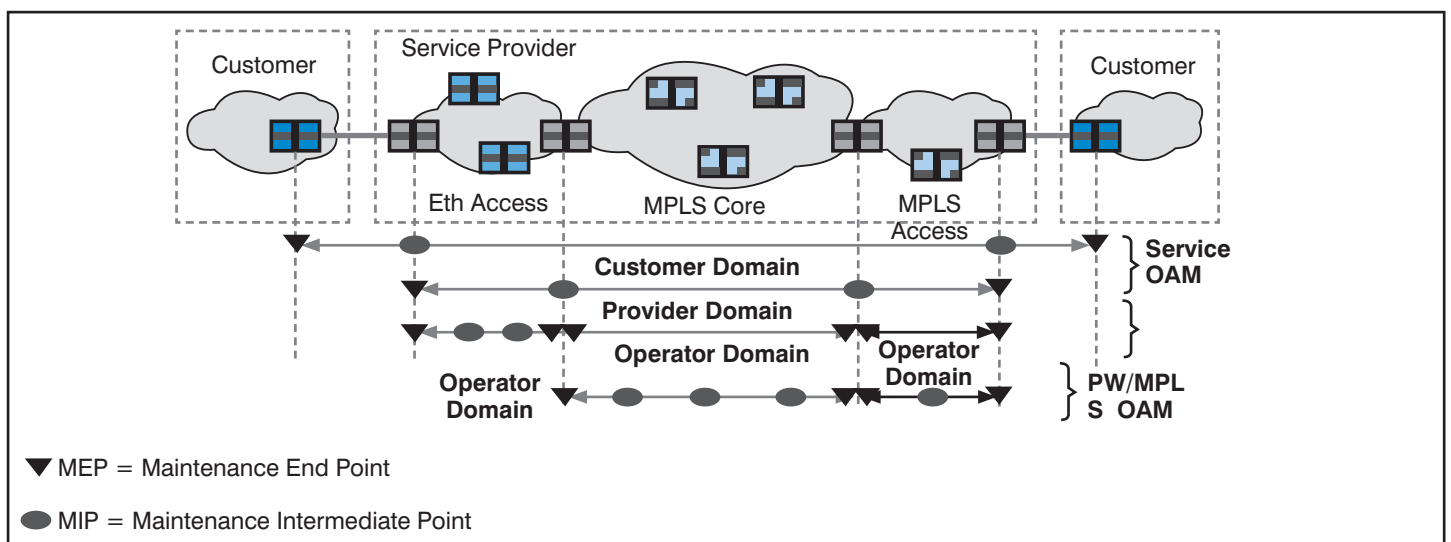 Service Provider
Customer
Customer
Eth Access
MPLS Core
MPLS
Access
Customer Domain
Service
OAM
Provider Domain
Operator Domain
Operator
Domain
Operator
Domain
PW/MPL
S OAM
MEP = Maintenance End Point
MIP = Maintenance Intermediate Point